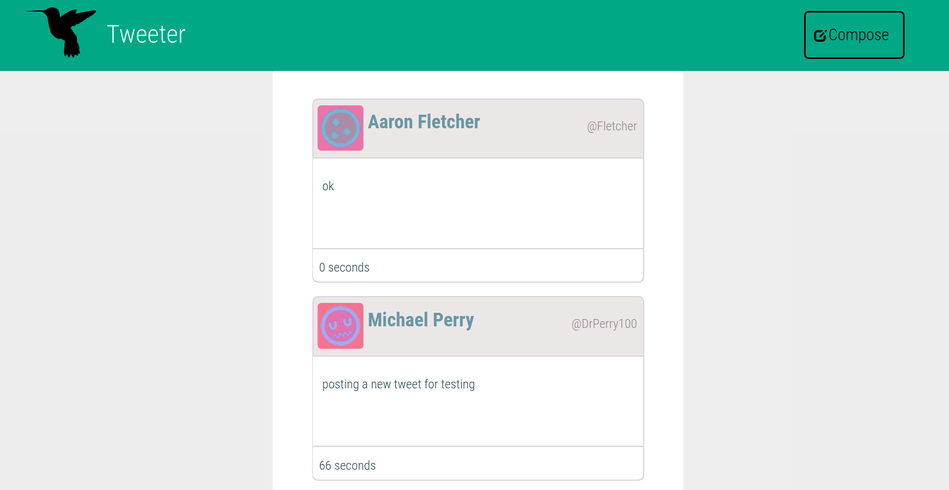 Tweeter
Compose
Aaron Fletcher
@Fletcher
ok
0 seconds
Michael Perry
@DrPerry100
posting a new tweet for testing
66 seconds